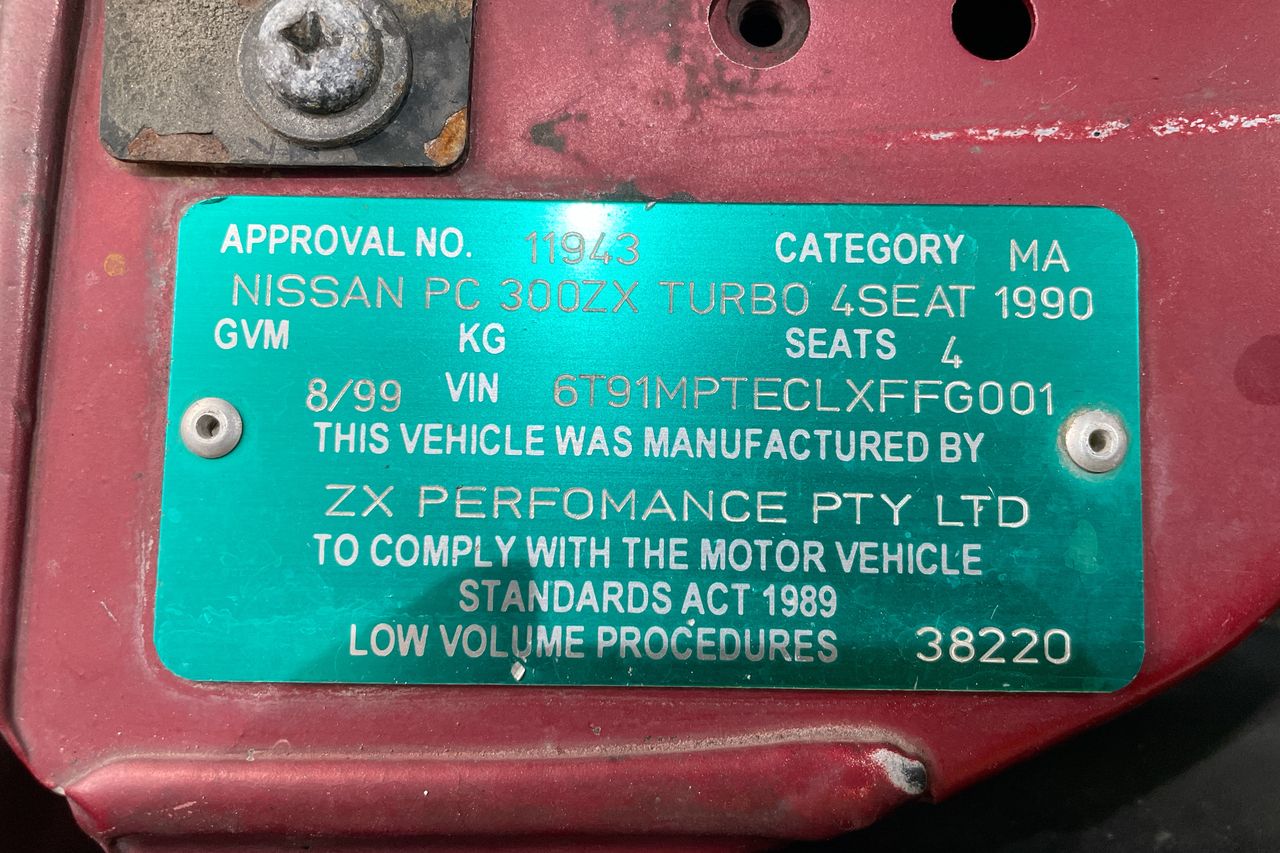 APPROVAL NO. 11943 CATEGORY MA
NISSAN PC 300ZX TURBO 4SEAT 1990
GVM KG SEATS 4
8/99 VIN 6T91MPTECLXFFG001
THIS VEHICLE WAS MANUFACTURED BY
ZX PERFOMANCE PTY LTD
TO COMPLY WITH THE MOTOR VEHICLE
STANDARDS ACT 1989
LOW VOLUME PROCEDURES 38220